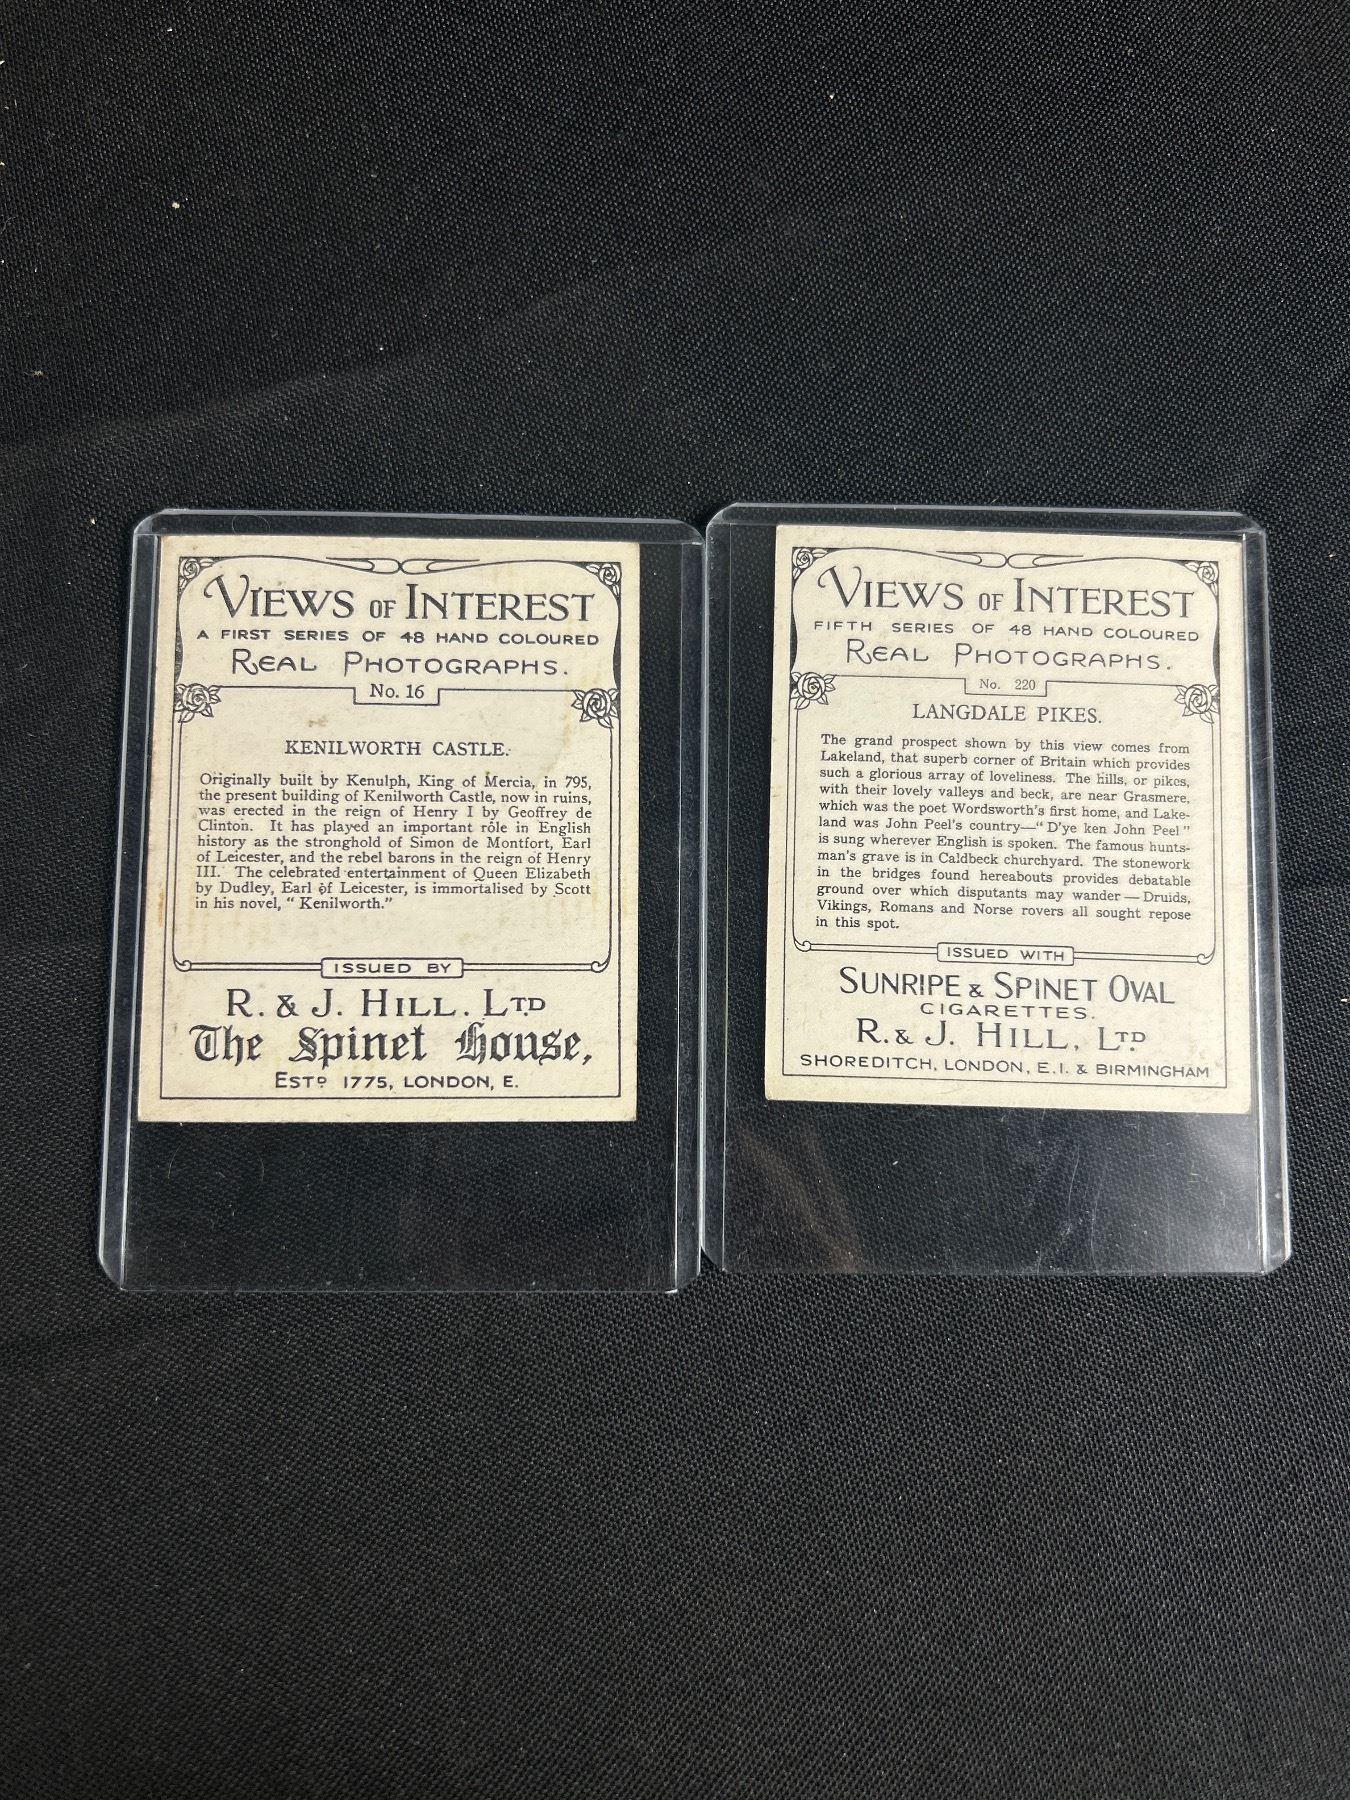 VIEWS OF INTEREST
A FIRST SERIES OF 48 HAND COLOURED
REAL PHOTOGRAPHS.
No. 16
KENILWORTH CASTLE.
Originally built by Kenulph, King of Mercia, in 795,
the present building of Kenilworth Castle, now in ruins,
was erected in the reign of Henry I by Geoffrey de
Clinton. It has played an important rôle in English
history as the stronghold of Simon de Montfort, Earl
of Leicester, and the rebel barons in the reign of Henry
III. The celebrated entertainment of Queen Elizabeth
by Dudley, Earl of Leicester, is immortalised by Scott
in his novel, "Kenilworth."
ISSUED BY
R. & J. HILL. LTD
The Spinet House,
ESTD 1775, LONDON, E.
VIEWS OF INTEREST
FIFTH SERIES OF 48 HAND COLOURED
REAL PHOTOGRAPHS.
No. 220
LANGDALE PIKES.
The grand prospect shown by this view comes from
Lakeland, that superb corner of Britain which provides
such a glorious array of loveliness. The hills, or pikes,
with their lovely valleys and beck, are near Grasmere,
which was the poet Wordsworth's first home, and Lake-
land was John Peel's country—"D'ye ken John Peel"
is sung wherever English is spoken. The famous hunts-
man's grave is in Caldbeck churchyard. The stonework
in the bridges found hereabouts provides debatable
ground over which disputants may wander—Druids,
Vikings, Romans and Norse rovers all sought repose
in this spot.
ISSUED WITH
SUNRIPE & SPINET OVAL
CIGARETTES.
R. & J. HILL, LTD
SHOREDITCH, LONDON, E.1. & BIRMINGHAM